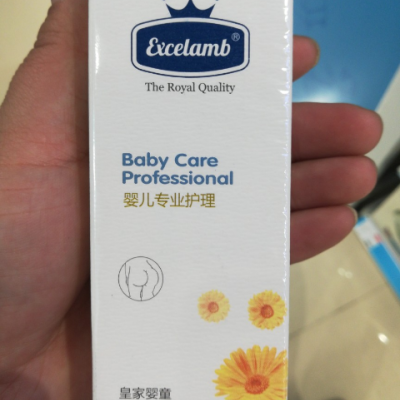 Excelamb®
The Royal Quality
Baby Care
Professional
婴儿专业护理
皇家婴童